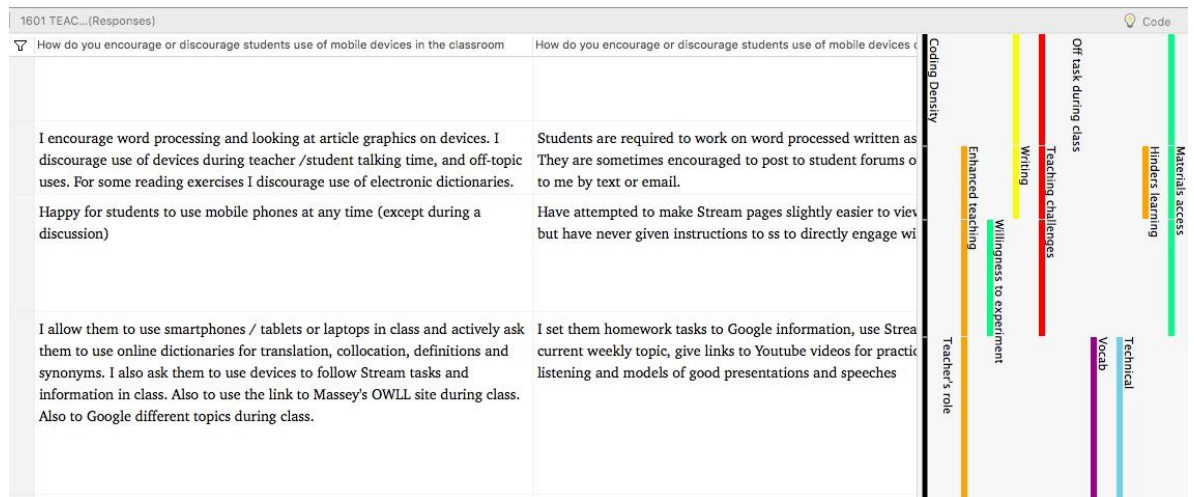 1601 TEAC...(Responses)
Code
How do you encourage or discourage students use of mobile devices in the classroom
How do you encourage or discourage students use of mobile devices
I encourage word processing and looking at article graphics on devices. I
discourage use of devices during teacher /student talking time, and off-topic
uses. For some reading exercises I discourage use of electronic dictionaries.
Students are required to work on word processed written as
They are sometimes encouraged to post to student forums o
to me by text or email.
Happy for students to use mobile phones at any time (except during a
discussion)
Have attempted to make Stream pages slightly easier to view
but have never given instructions to ss to directly engage wi
I allow them to use smartphones / tablets or laptops in class and actively ask
them to use online dictionaries for translation, collocation, definitions and
synonyms. I also ask them to use devices to follow Stream tasks and
information in class. Also to use the link to Massey's OWLL site during class.
Also to Google different topics during class.
I set them homework tasks to Google information, use Strea
current weekly topic, give links to Youtube videos for practic
listening and models of good presentations and speeches
Coding Density
Teacher's role
Enhanced teaching
Willingness to experiment
Writing
Teaching challenges
Off task during class
Vocab
Technical
Hinders learning
Materials access